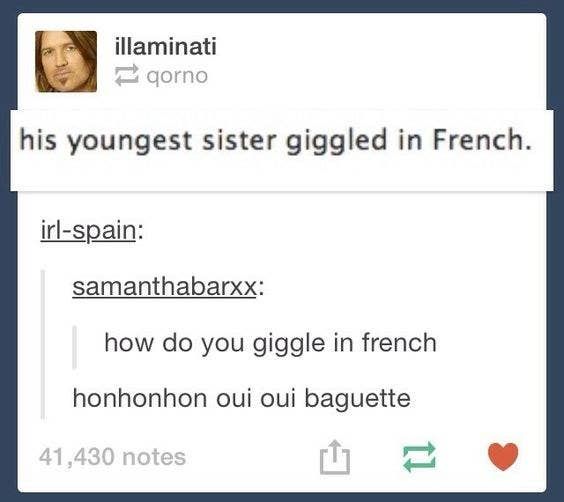 illaminati
qorno
his youngest sister giggled in French.
irl-spain:
samanthabarxx:
how do you giggle in french
honhonhon oui oui baguette
41,430 notes